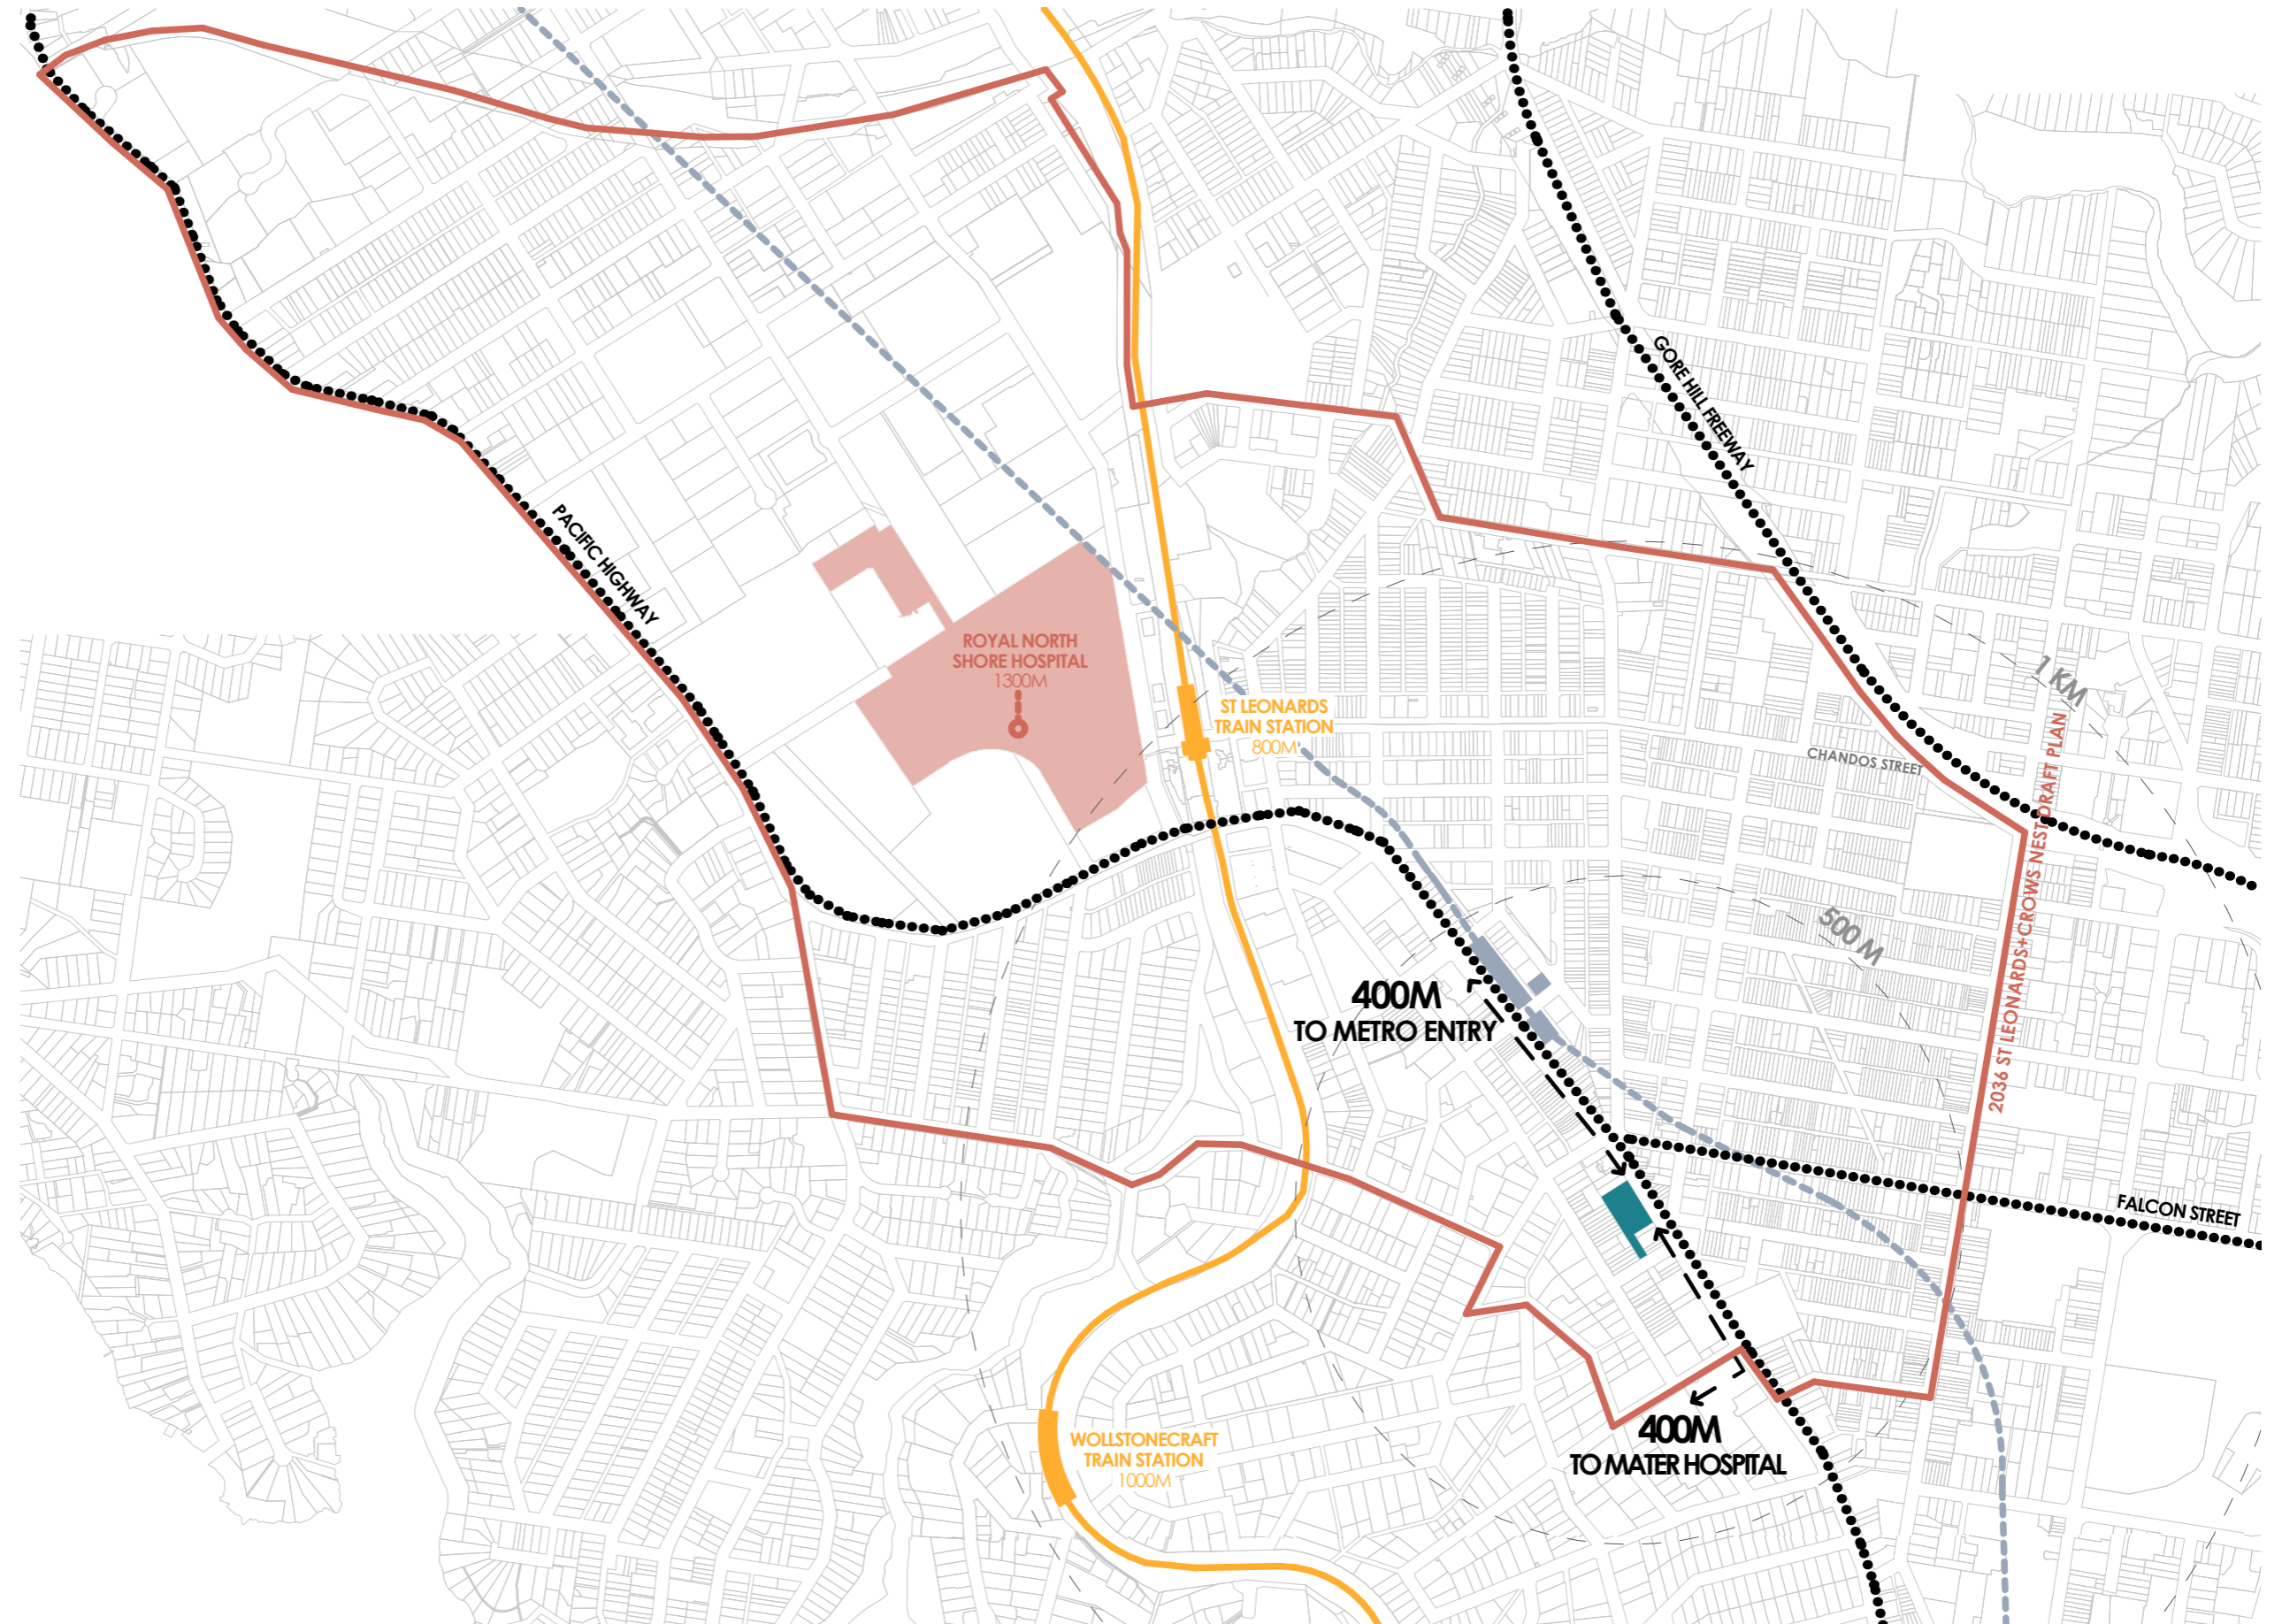 GORE HILL FREEWAY
PACIFIC HIGHWAY
ROYAL NORTH
SHORE HOSPITAL
1300M
ST LEONARDS
TRAIN STATION
800M
1 KM
CHANDOS STREET
2036 ST LEONARDS+CROWS NEST DRAFT PLAN
500 M
400M
TO METRO ENTRY
FALCON STREET
400M
TO MATER HOSPITAL
WOLLSTONECRAFT
TRAIN STATION
1000M